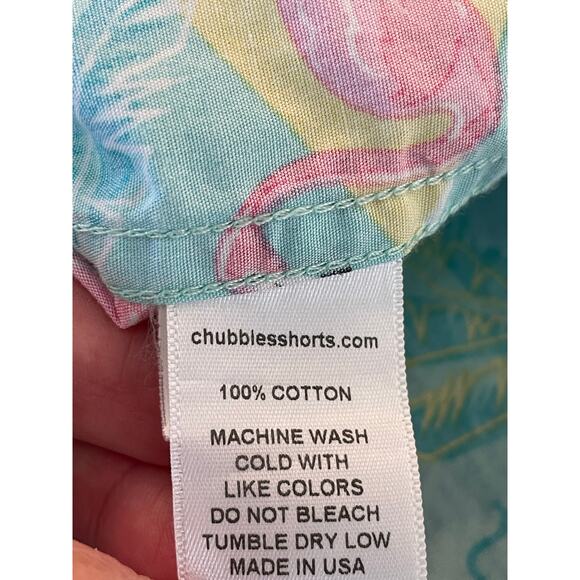 chubblesshorts.com
100% COTTON
MACHINE WASH
COLD WITH
LIKE COLORS
DO NOT BLEACH
TUMBLE DRY LOW
MADE IN USA